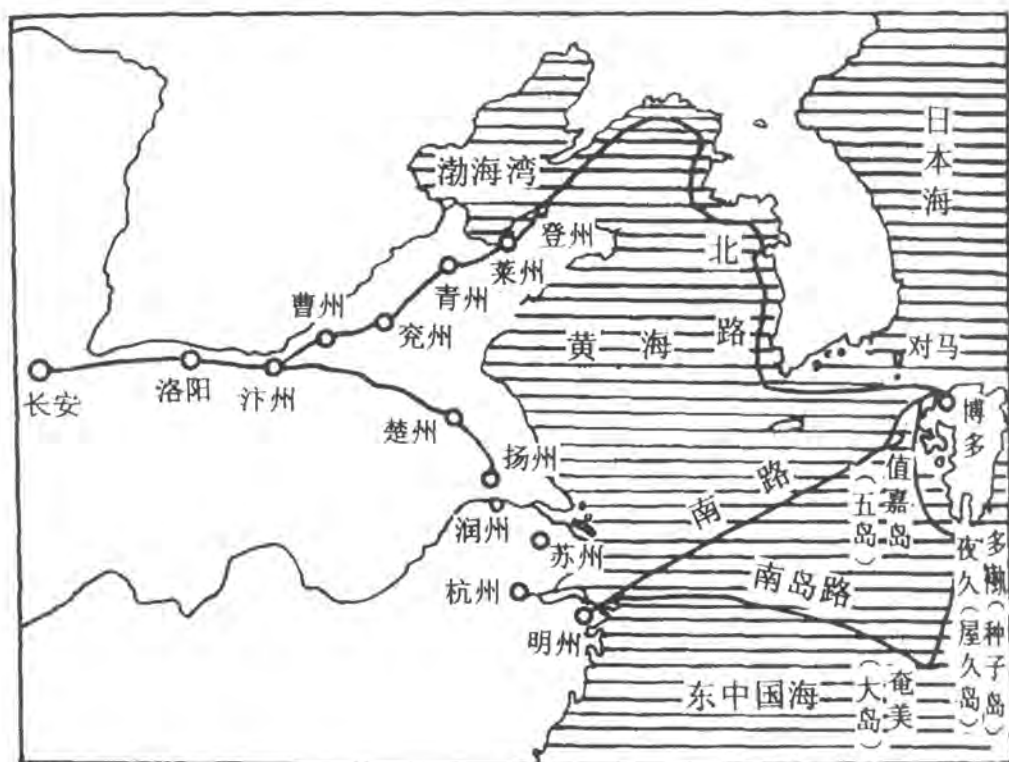 日本海
渤海湾
登州
莱州
青州
北路
曹州
兖州
黄海
对马
长安
洛阳
汴州
楚州
博多
扬州
值嘉岛
（五岛）
南路
润州
苏州
南岛路
杭州
明州
夜久（屋久岛）
多褹（种子岛）
东中国海
奄美
（大岛）